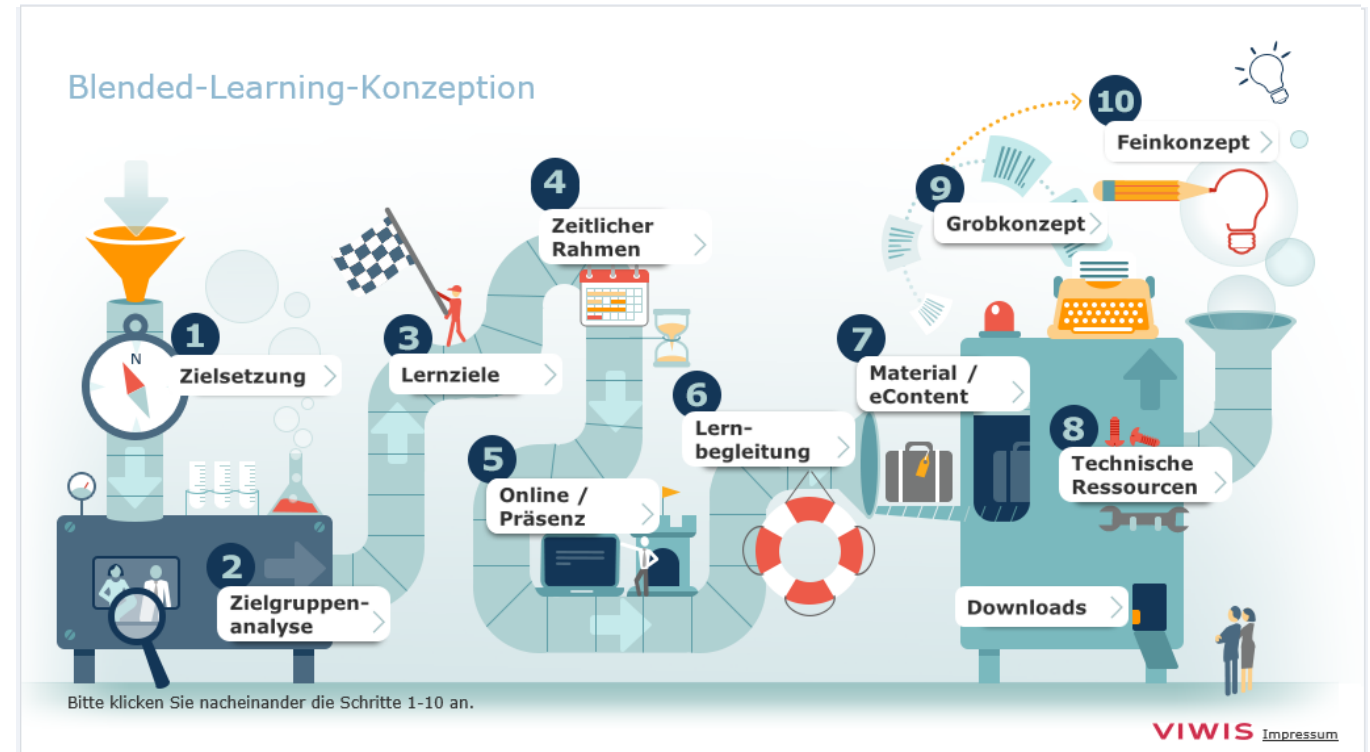 Blended-Learning-Konzeption
1
Zielsetzung
N
2
Zielgruppen-
analyse
3
Lernziele
4
Zeitlicher
Rahmen
5
Online /
Präsenz
6
Lern-
begleitung
7
Material /
eContent
8
Technische
Ressourcen
9
Grobkonzept
10
Feinkonzept
Downloads
Bitte klicken Sie nacheinander die Schritte 1-10 an.
VIWIS Impressum